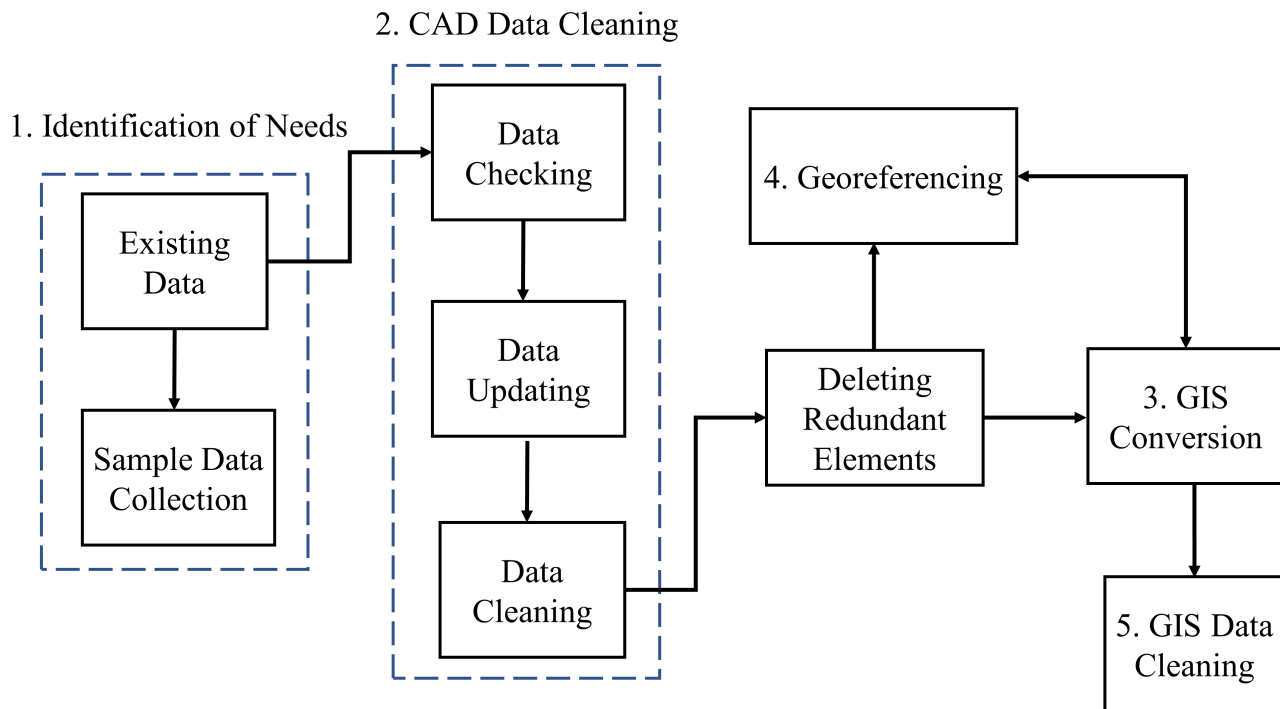 2. CAD Data Cleaning
1. Identification of Needs
Existing
Data
Sample Data
Collection
Data
Checking
Data
Updating
Data
Cleaning
4. Georeferencing
Deleting
Redundant
Elements
3. GIS
Conversion
5. GIS Data
Cleaning